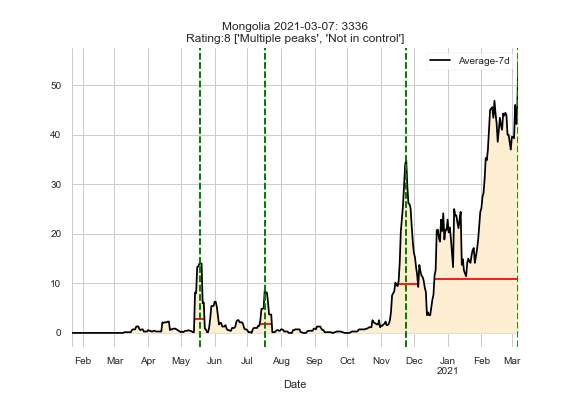 Mongolia 2021-03-07: 3336
Rating:8 ['Multiple peaks', 'Not in control']
Average-7d
50
40
30
20
10
0
Feb Mar Apr May Jun Jul Aug Sep Oct Nov Dec Jan Feb Mar
2021
Date